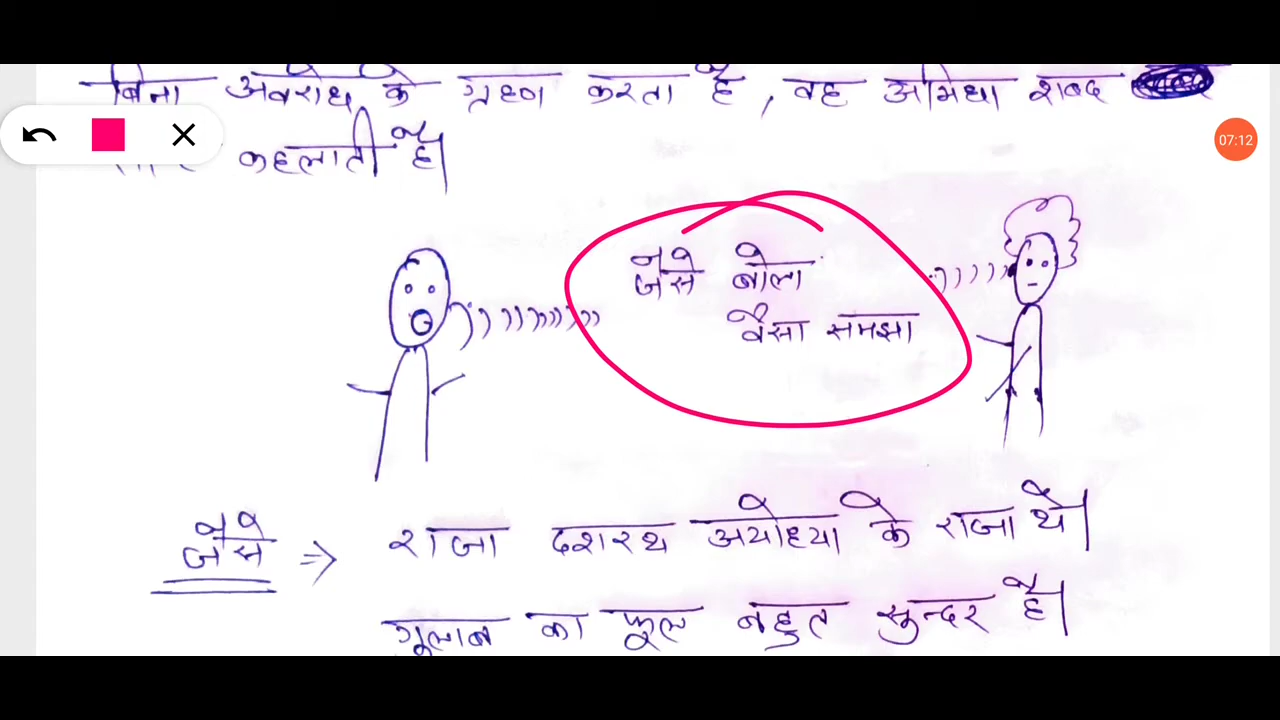 बिना अवरोध के ग्रहण करता है, वह अभिधा शब्द
कहलाती है।
07:12
जैसे बोला
वैसा समझा
जैसे ⇒ राजा दशरथ अयोध्या के राजा थे।
गुलाब का फूल बहुत सुन्दर है।